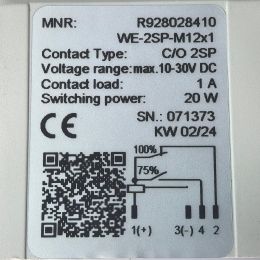 MNR: R928028410
WE-2SP-M12x1
Contact Type: C/O 2SP
Voltage range: max.10-30V DC
Contact load: 1 A
Switching power: 20 W
SN.: 071373
CE KW 02/24
100%
75%
1(+) 3(-) 4 2